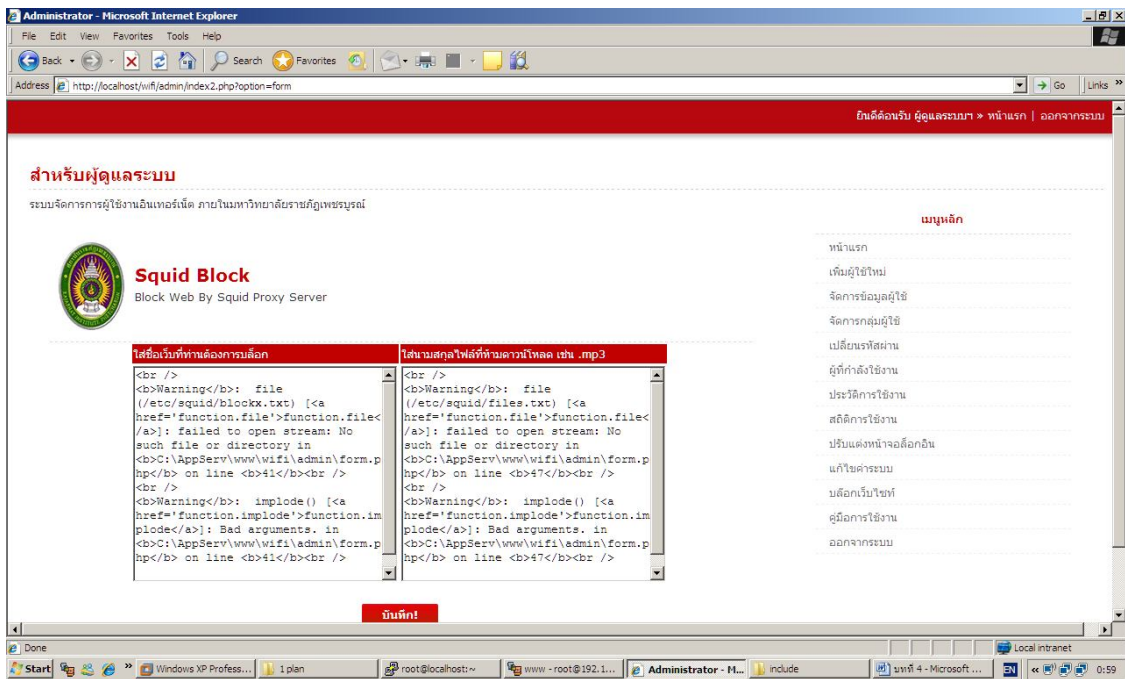 Administrator - Microsoft Internet Explorer
File Edit View Favorites Tools Help
Back Search Favorites
Address http://localhost/wifi/admin/index2.php?option=form Go Links »
ยินดีต้อนรับ ผู้ดูแลระบบฯ » หน้าแรก | ออกจากระบบ
สำหรับผู้ดูแลระบบ
ระบบจัดการการผู้ใช้งานอินเทอร์เน็ต ภายในมหาวิทยาลัยราชภัฏเพชรบูรณ์
Squid Block
Block Web By Squid Proxy Server
ใส่ชื่อเว็บที่ท่านต้องการบล็อก
<br />
<b>Warning</b>: file
(/etc/squid/blockx.txt) [<a
href='function.file'>function.file<
/a>]: failed to open stream: No
such file or directory in
<b>C:\AppServ\www\wifi\admin\form.p
hp</b> on line <b>41</b><br />
<br />
<b>Warning</b>: implode() [<a
href='function.implode'>function.im
plode</a>]: Bad arguments. in
<b>C:\AppServ\www\wifi\admin\form.p
hp</b> on line <b>41</b><br />
ใส่นามสกุลไฟล์ที่ห้ามดาวน์โหลด เช่น .mp3
<br />
<b>Warning</b>: file
(/etc/squid/files.txt) [<a
href='function.file'>function.file<
/a>]: failed to open stream: No
such file or directory in
<b>C:\AppServ\www\wifi\admin\form.p
hp</b> on line <b>47</b><br />
<br />
<b>Warning</b>: implode() [<a
href='function.implode'>function.im
plode</a>]: Bad arguments. in
<b>C:\AppServ\www\wifi\admin\form.p
hp</b> on line <b>47</b><br />
บันทึก!
เมนูหลัก
หน้าแรก
เพิ่มผู้ใช้ใหม่
จัดการข้อมูลผู้ใช้
จัดการกลุ่มผู้ใช้
เปลี่ยนรหัสผ่าน
ผู้ที่กำลังใช้งาน
ประวัติการใช้งาน
สถิติการใช้งาน
ปรับแต่งหน้าจอล็อกอิน
แก้ไขค่าระบบ
บล๊อกเว็บไซท์
คู่มือการใช้งาน
ออกจากระบบ
Done Local intranet
Start » Windows XP Profess... 1 plan root@localhost:~ www - root@192.1... Administrator - M... include บทที่ 4 - Microsoft ... EN « 0:59